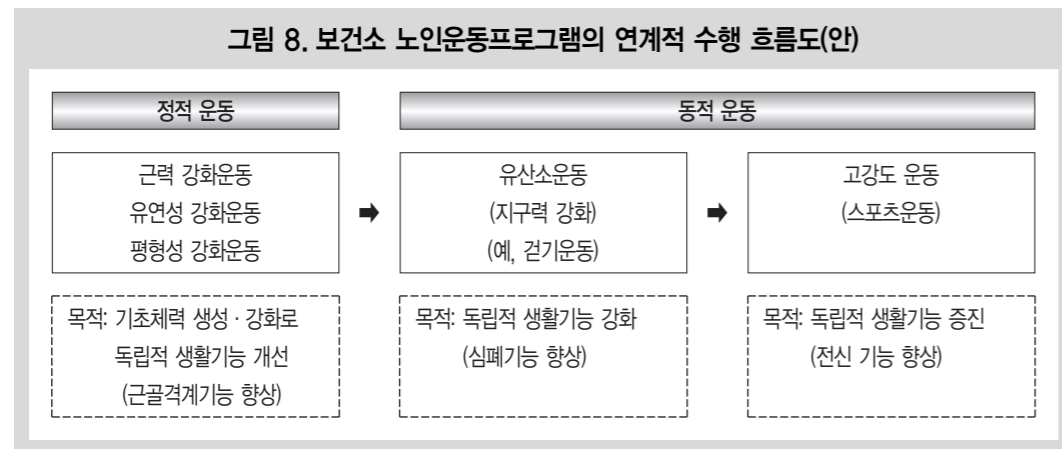 그림 8. 보건소 노인운동프로그램의 연계적 수행 흐름도(안)
정적 운동
동적 운동
근력 강화운동
유연성 강화운동
평형성 강화운동
➡
유산소운동
(지구력 강화)
(예, 걷기운동)
➡
고강도 운동
(스포츠운동)
목적: 기초체력 생성 · 강화로
독립적 생활기능 개선
(근골격계기능 향상)
목적: 독립적 생활기능 강화
(심폐기능 향상)
목적: 독립적 생활기능 증진
(전신 기능 향상)